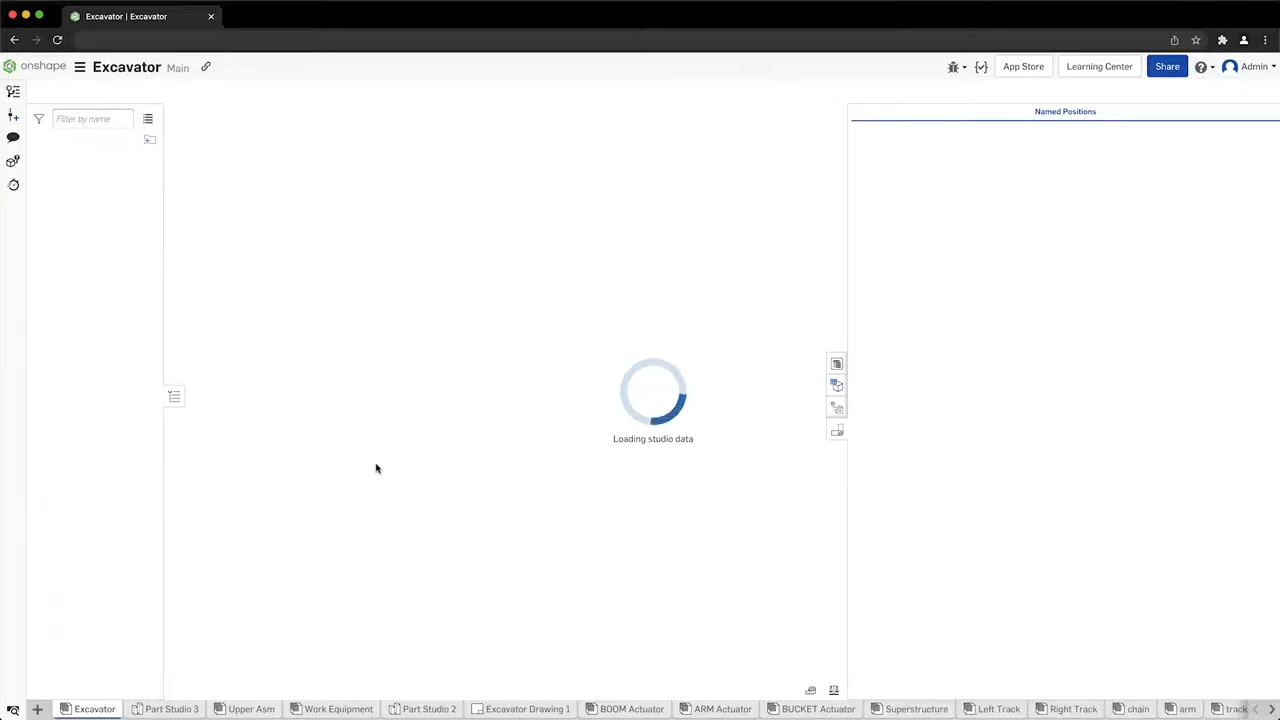 Excavator | Excavator
onshape Excavator Main App Store Learning Center Share Admin
Filter by name
Named Positions
Loading studio data
Excavator Part Studio 3 Upper Asm Work Equipment Part Studio 2 Excavator Drawing 1 BOOM Actuator ARM Actuator BUCKET Actuator Superstructure Left Track Right Track chain arm track